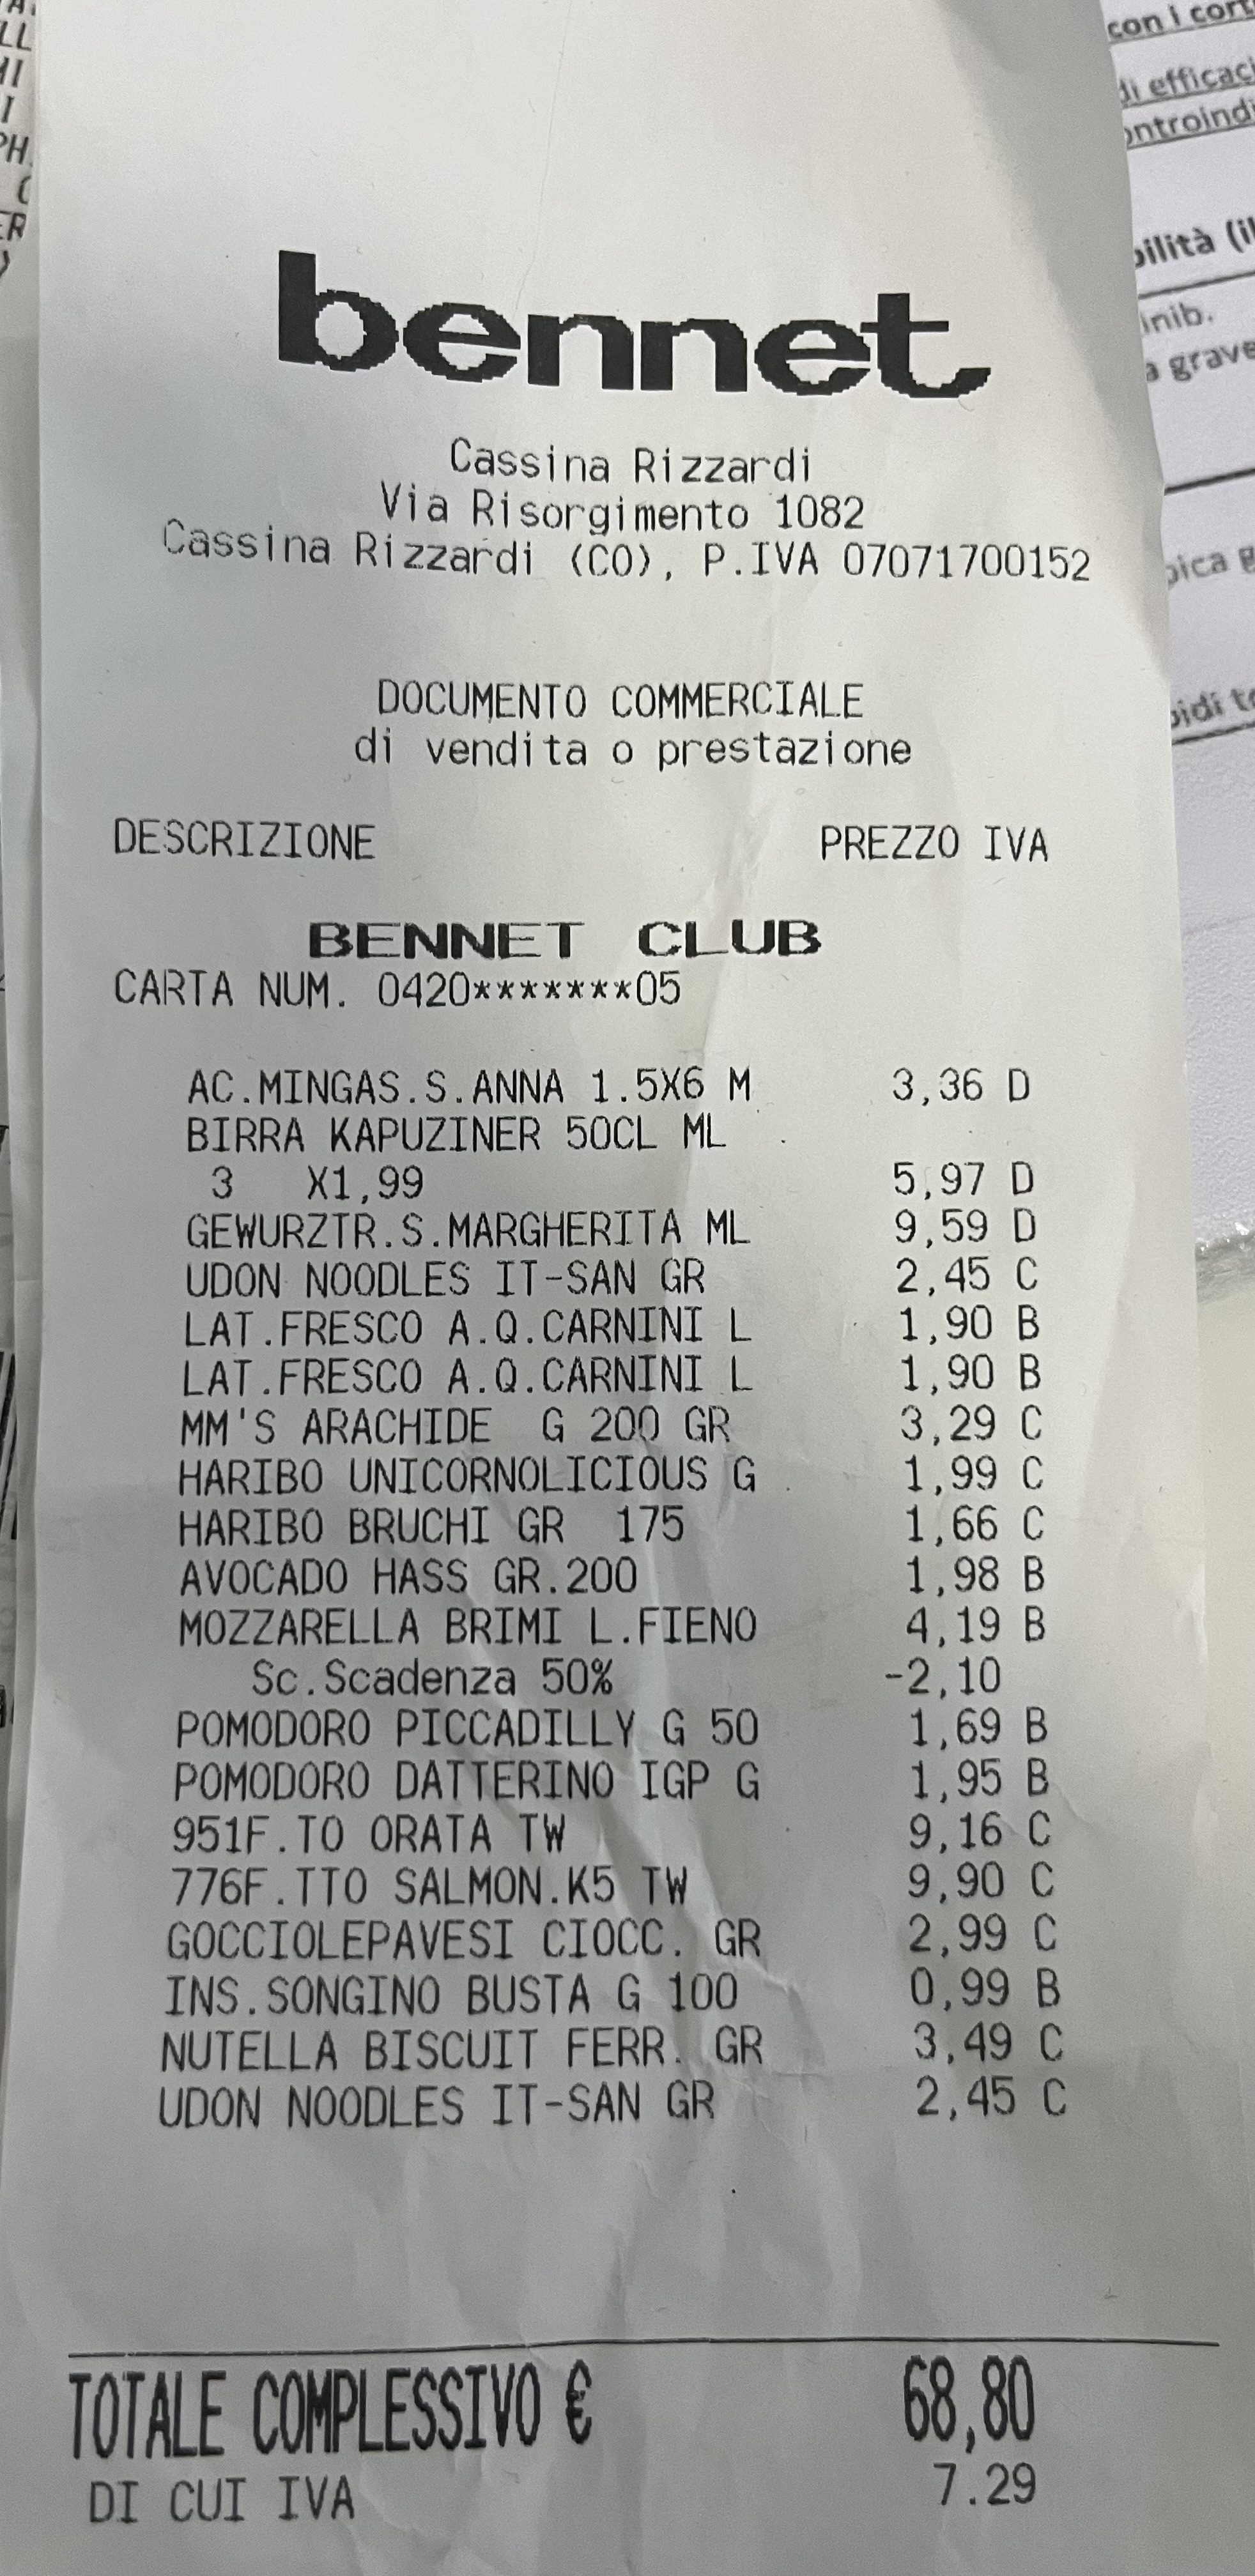 bennet
Cassina Rizzardi
Via Risorgimento 1082
Cassina Rizzardi (CO), P.IVA 07071700152
DOCUMENTO COMMERCIALE
di vendita o prestazione
DESCRIZIONE PREZZO IVA
BENNET CLUB
CARTA NUM. 0420*******05
AC.MINGAS.S.ANNA 1.5X6 M 3,36 D
BIRRA KAPUZINER 50CL ML
3 X1,99 5,97 D
GEWURZTR.S.MARGHERITA ML 9,59 D
UDON NOODLES IT-SAN GR 2,45 C
LAT.FRESCO A.Q.CARNINI L 1,90 B
LAT.FRESCO A.Q.CARNINI L 1,90 B
MM'S ARACHIDE G 200 GR 3,29 C
HARIBO UNICORNOLICIOUS G 1,99 C
HARIBO BRUCHI GR 175 1,66 C
AVOCADO HASS GR.200 1,98 B
MOZZARELLA BRIMI L.FIENO 4,19 B
Sc.Scadenza 50% -2,10
POMODORO PICCADILLY G 50 1,69 B
POMODORO DATTERINO IGP G 1,95 B
951F.TO ORATA TW 9,16 C
776F.TTO SALMON.K5 TW 9,90 C
GOCCIOLEPAVESI CIOCC. GR 2,99 C
INS.SONGINO BUSTA G 100 0,99 B
NUTELLA BISCUIT FERR. GR 3,49 C
UDON NOODLES IT-SAN GR 2,45 C
TOTALE COMPLESSIVO € 68,80
DI CUI IVA 7.29
con i
di
grave
inib.